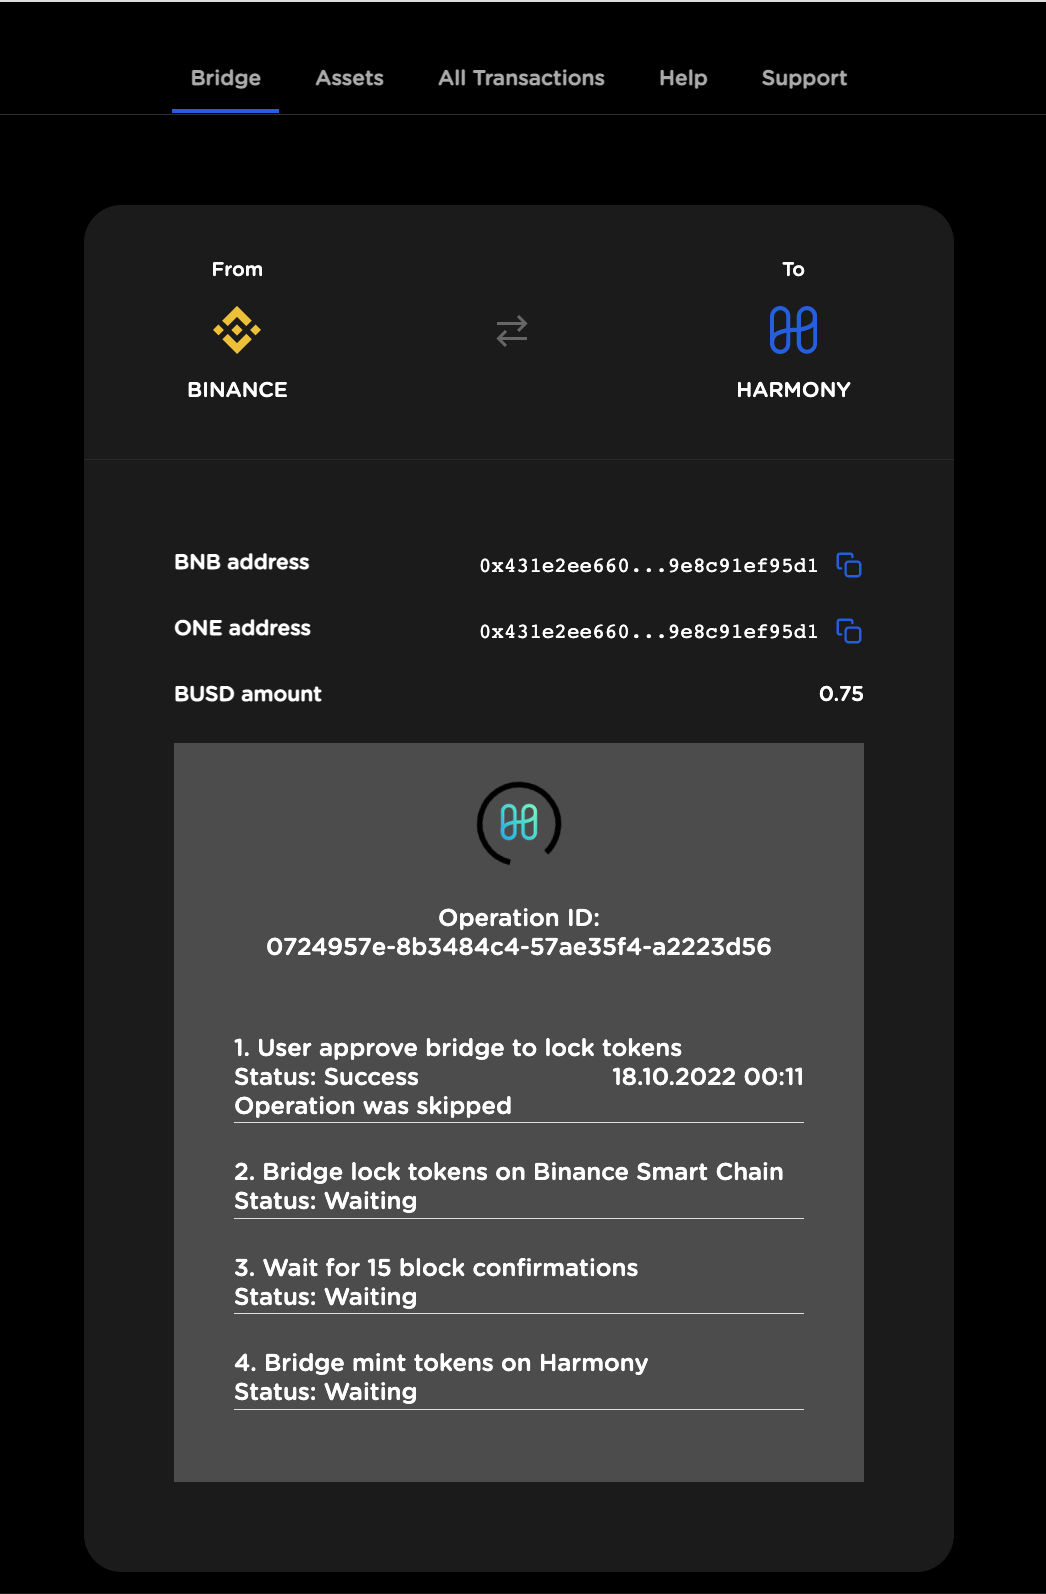 Bridge Assets All Transactions Help Support
From To
BINANCE HARMONY
BNB address 0x431e2ee660...9e8c91ef95d1
ONE address 0x431e2ee660...9e8c91ef95d1
BUSD amount 0.75
Operation ID:
0724957e-8b3484c4-57ae35f4-a2223d56
1. User approve bridge to lock tokens
Status: Success 18.10.2022 00:11
Operation was skipped
2. Bridge lock tokens on Binance Smart Chain
Status: Waiting
3. Wait for 15 block confirmations
Status: Waiting
4. Bridge mint tokens on Harmony
Status: Waiting